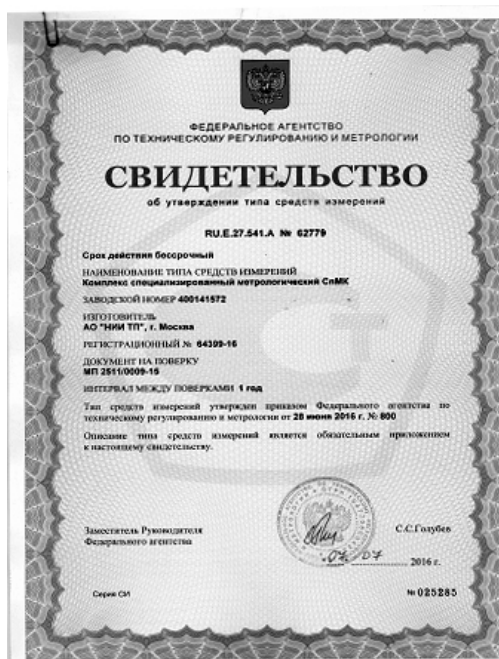 ФЕДЕРАЛЬНОЕ АГЕНТСТВО
ПО ТЕХНИЧЕСКОМУ РЕГУЛИРОВАНИЮ И МЕТРОЛОГИИ
СВИДЕТЕЛЬСТВО
об утверждении типа средств измерений
RU.E.27.541.A № 62779
Срок действия бессрочный
НАИМЕНОВАНИЕ ТИПА СРЕДСТВ ИЗМЕРЕНИЙ
Комплекс специализированный метрологический СпМК
ЗАВОДСКОЙ НОМЕР 400141572
ИЗГОТОВИТЕЛЬ
АО "НИИ ТП", г. Москва
РЕГИСТРАЦИОННЫЙ № 64399-16
ДОКУМЕНТ НА ПОВЕРКУ
МП 2511/0009-15
ИНТЕРВАЛ МЕЖДУ ПОВЕРКАМИ 1 год
Тип средств измерений утвержден приказом Федерального агентства по
техническому регулированию и метрологии от 28 июня 2016 г. № 800
Описание типа средств измерений является обязательным приложением
к настоящему свидетельству.
Заместитель Руководителя
Федерального агентства
С.С.Голубев
07.07 2016 г.
Серия СИ
№ 025285